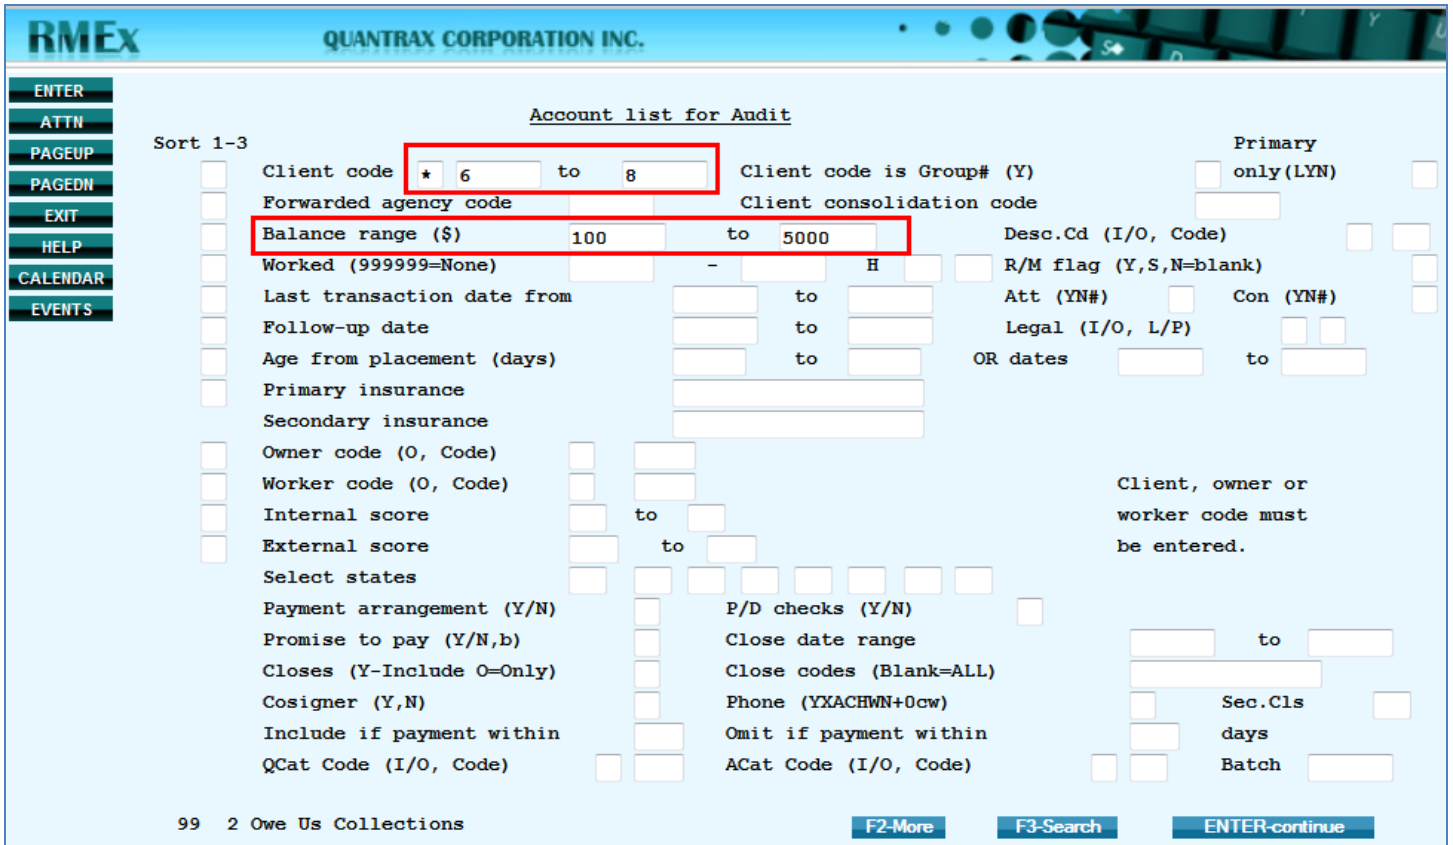 RMEx QUANTRAX CORPORATION INC.
ENTER
ATTN
PAGEUP
PAGEDN
EXIT
HELP
CALENDAR
EVENTS
Account list for Audit
Sort 1-3 Primary
Client code * 6 to 8 Client code is Group# (Y) only(LYN)
Forwarded agency code Client consolidation code
Balance range ($) 100 to 5000 Desc.Cd (I/O, Code)
Worked (999999=None) - H R/M flag (Y,S,N=blank)
Last transaction date from to Att (YN#) Con (YN#)
Follow-up date to Legal (I/O, L/P)
Age from placement (days) to OR dates to
Primary insurance
Secondary insurance
Owner code (O, Code)
Worker code (O, Code) Client, owner or
Internal score to worker code must
External score to be entered.
Select states
Payment arrangement (Y/N) P/D checks (Y/N)
Promise to pay (Y/N,b) Close date range to
Closes (Y-Include O=Only) Close codes (Blank=ALL)
Cosigner (Y,N) Phone (YXACHWN+0cw) Sec.Cls
Include if payment within Omit if payment within days
QCat Code (I/O, Code) ACat Code (I/O, Code) Batch
99 2 Owe Us Collections F2-More F3-Search ENTER-continue